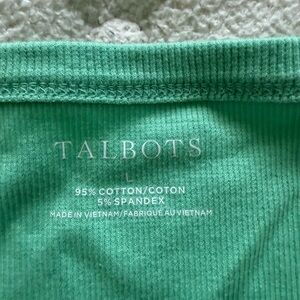 TALBOTS
L
95% COTTON/COTON
5% SPANDEX
MADE IN VIETNAM/FABRIQUÉ AU VIETNAM